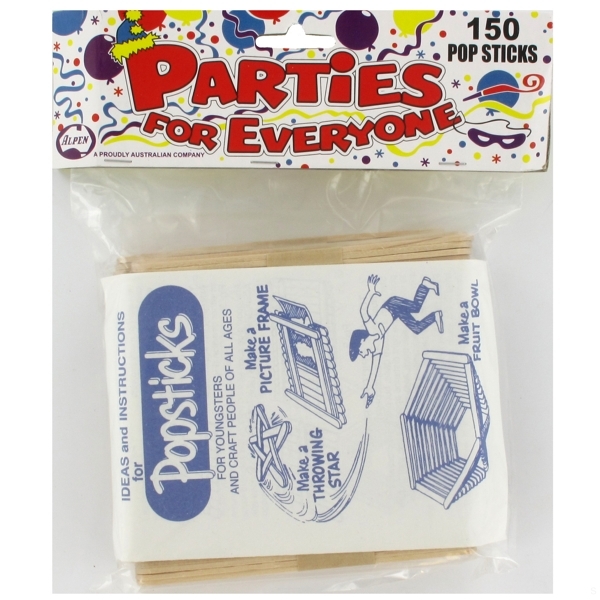 150
POP STICKS
PARTIES
FOR EVERYONE
ALPEN
A PROUDLY AUSTRALIAN COMPANY
IDEAS and INSTRUCTIONS
for
Popsticks
FOR YOUNGSTERS
AND CRAFT PEOPLE OF ALL AGES
Make a
PICTURE FRAME
Make a
THROWING
STAR
Make a
FRUIT BOWL